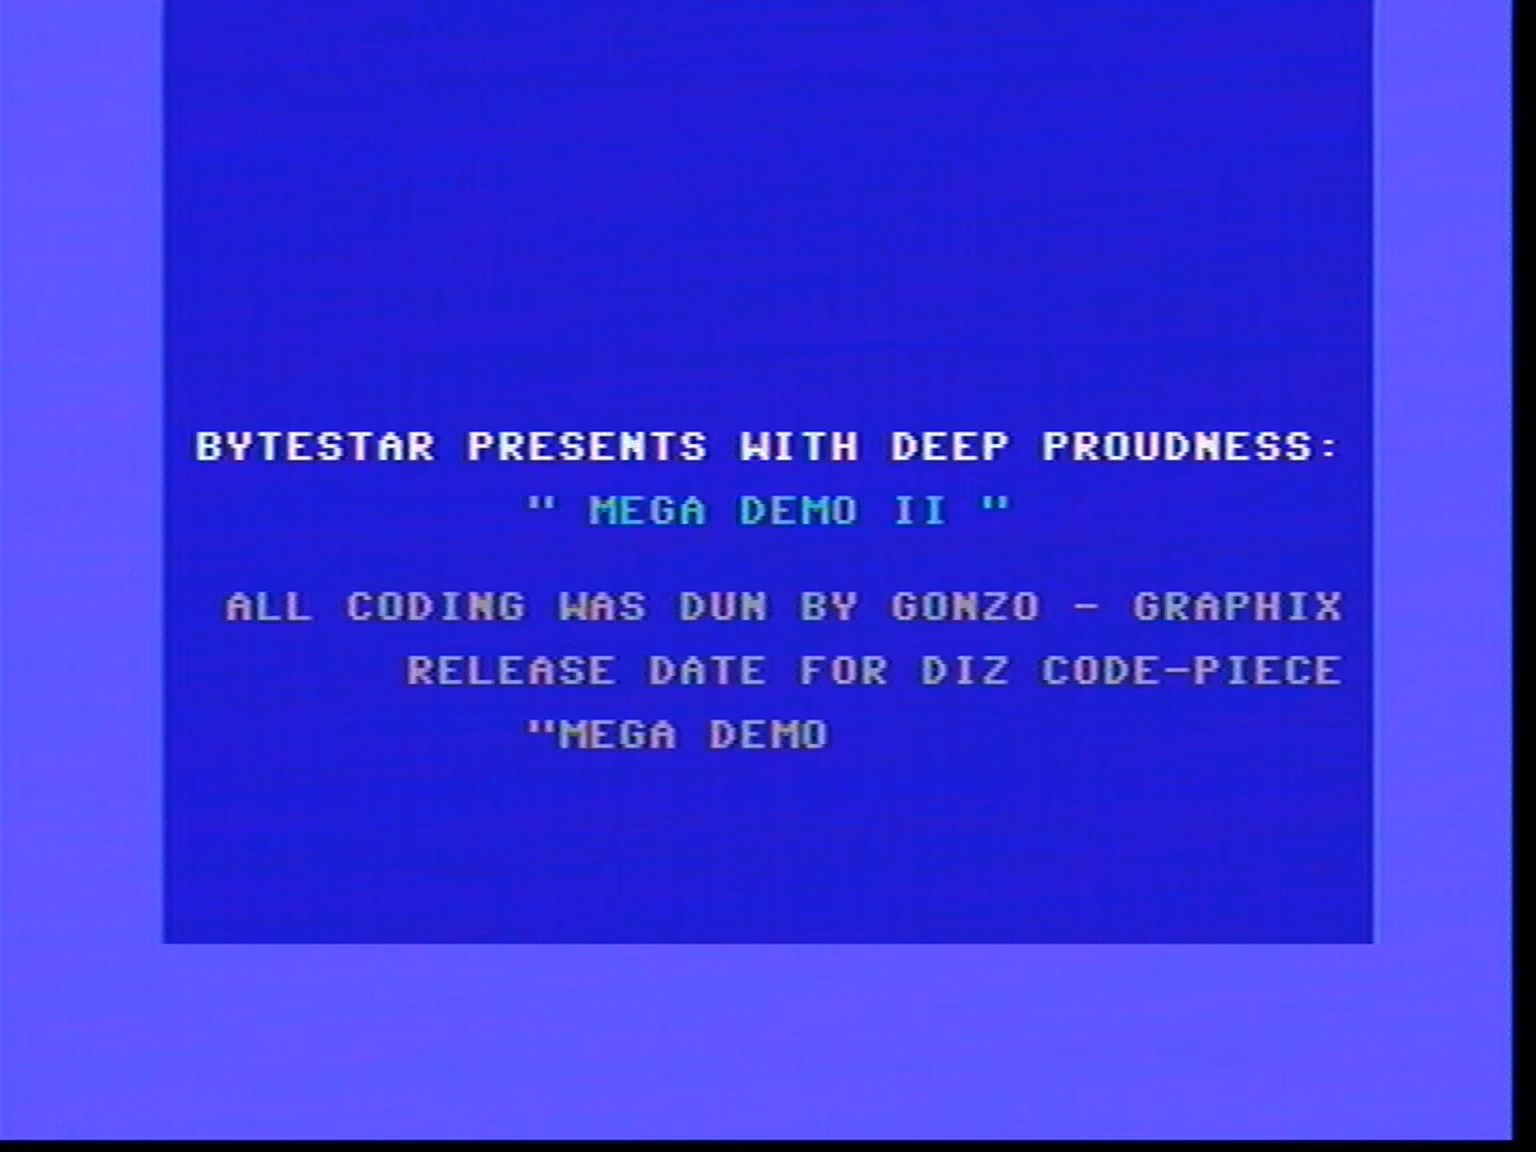 BYTESTAR PRESENTS WITH DEEP PROUDNESS:
" MEGA DEMO II "
ALL CODING WAS DUN BY GONZO - GRAPHIX
RELEASE DATE FOR DIZ CODE-PIECE
"MEGA DEMO